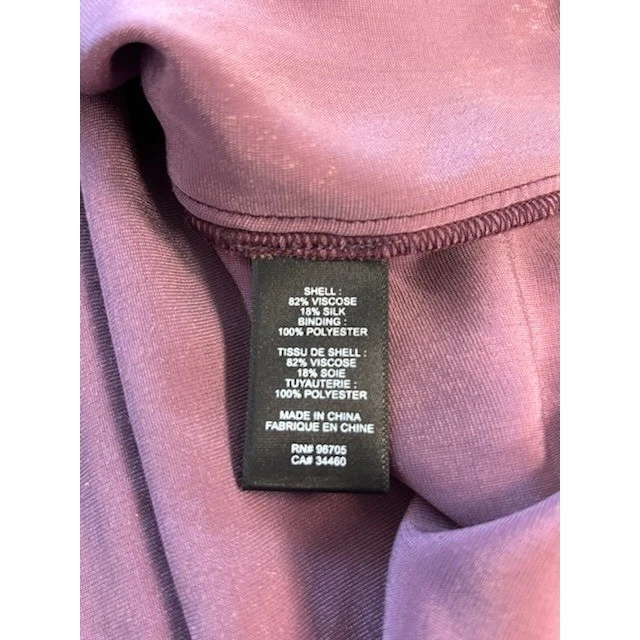 SHELL :
82% VISCOSE
18% SILK
BINDING :
100% POLYESTER
TISSU DE SHELL :
82% VISCOSE
18% SOIE
TUYAUTERIE :
100% POLYESTER
MADE IN CHINA
FABRIQUE EN CHINE
RN# 96705
CA# 34460